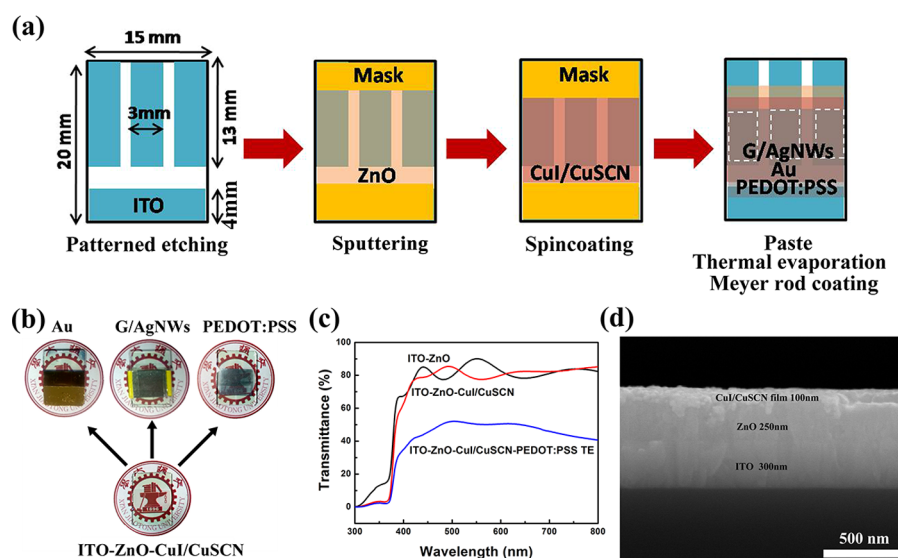 (a)
15 mm
20 mm
3mm
13 mm
4mm
ITO
Patterned etching
Mask
ZnO
Sputtering
Mask
CuI/CuSCN
Spincoating
G/AgNWs
Au
PEDOT:PSS
Paste
Thermal evaporation
Meyer rod coating
(b)
Au
G/AgNWs
PEDOT:PSS
ITO-ZnO-CuI/CuSCN
(c)
Transmittance (%)
100
80
60
40
20
0
ITO-ZnO
ITO-ZnO-CuI/CuSCN
ITO-ZnO-CuI/CuSCN-PEDOT:PSS TE
300
400
500
600
700
800
Wavelength (nm)
(d)
CuI/CuSCN film 100nm
ZnO 250nm
ITO 300nm
500 nm